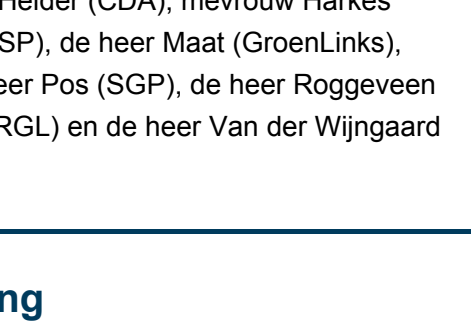 Helder (CDA), mevrouw Harkes
SP), de heer Maat (GroenLinks),
eer Pos (SGP), de heer Roggeveen
RGL) en de heer Van der Wijngaard
ng